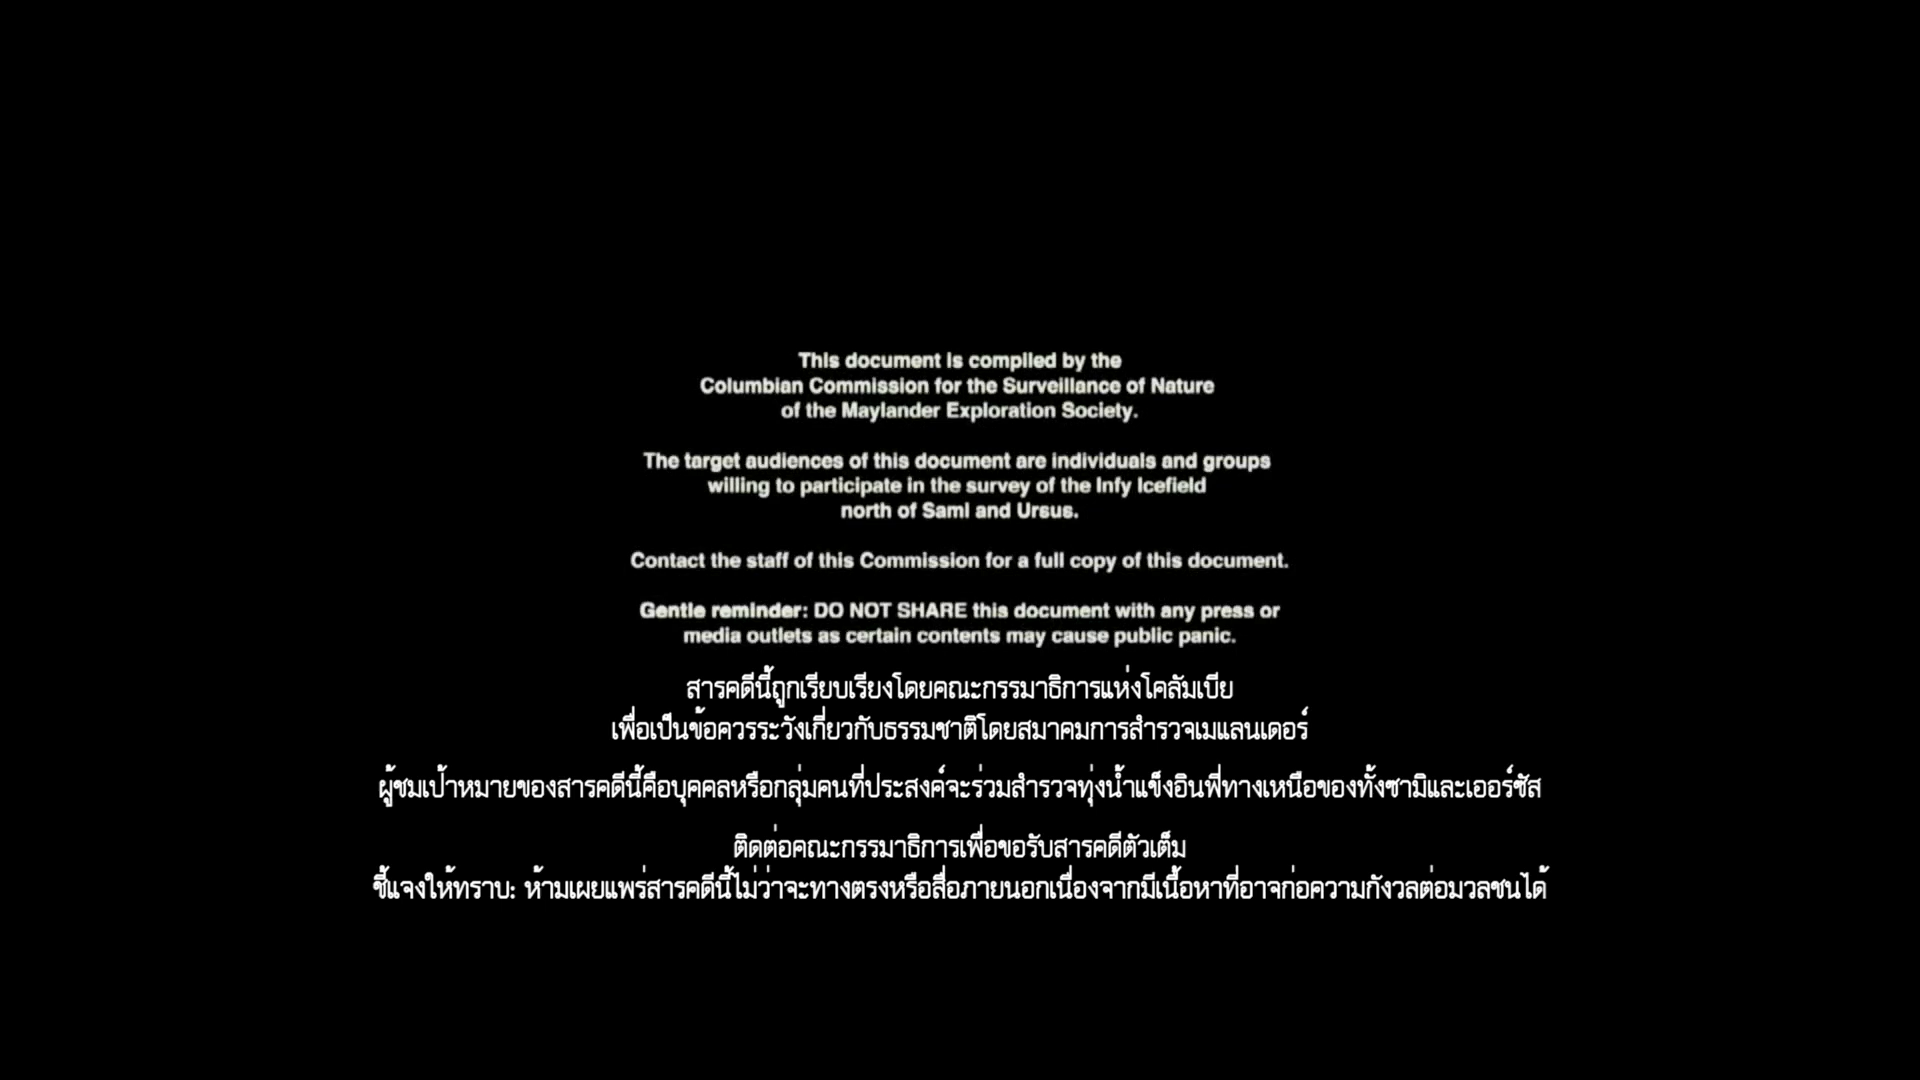 This document is compiled by the
Columbian Commission for the Surveillance of Nature
of the Maylander Exploration Society.
The target audiences of this document are individuals and groups
willing to participate in the survey of the Infy Icefield
north of Sami and Ursus.
Contact the staff of this Commission for a full copy of this document.
Gentle reminder: DO NOT SHARE this document with any press or
media outlets as certain contents may cause public panic.
สารคดีนี้ถูกเรียบเรียงโดยคณะกรรมาธิการแห่งโคลัมเบีย
เพื่อเป็นข้อควรระวังเกี่ยวกับธรรมชาติโดยสมาคมการสำรวจเมแลนเดอร์
ผู้ชมเป้าหมายของสารคดีนี้คือบุคคลหรือกลุ่มคนที่ประสงค์จะร่วมสำรวจทุ่งน้ำแข็งอินฟี่ทางเหนือของทั้งซามิและเออร์ซัส
ติดต่อคณะกรรมาธิการเพื่อขอรับสารคดีตัวเต็ม
ชี้แจงให้ทราบ: ห้ามเผยแพร่สารคดีนี้ไม่ว่าจะทางตรงหรือสื่อภายนอกเนื่องจากมีเนื้อหาที่อาจก่อความกังวลต่อมวลชนได้